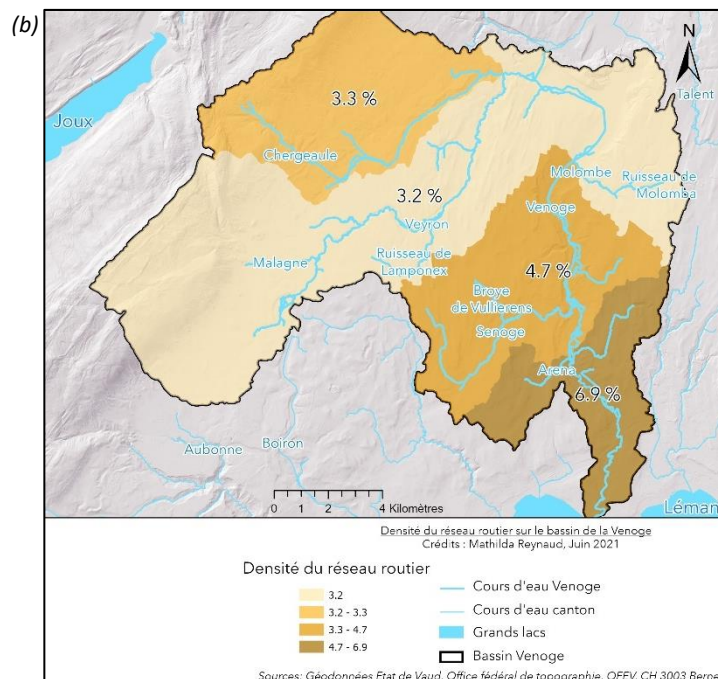 (b)
N
Talent
Joux
3.3 %
Chergeaule
Molombe
Ruisseau de
Molomba
3.2 %
Venoge
Veyron
Malagne
Ruisseau de
Lamponex
4.7 %
Broye
de Vullierens
Senoge
Arena
6.9 %
Aubonne
Boiron
0 1 2 4 Kilomètres
Léman
Densité du réseau routier sur le bassin de la Venoge
Crédits : Mathilda Reynaud, Juin 2021
Densité du réseau routier
3.2
3.2 - 3.3
3.3 - 4.7
4.7 - 6.9
Cours d'eau Venoge
Cours d'eau canton
Grands lacs
Bassin Venoge
Sources: Géodonnées Etat de Vaud, Office fédéral de topographie, OFEV, CH 3003 Berne